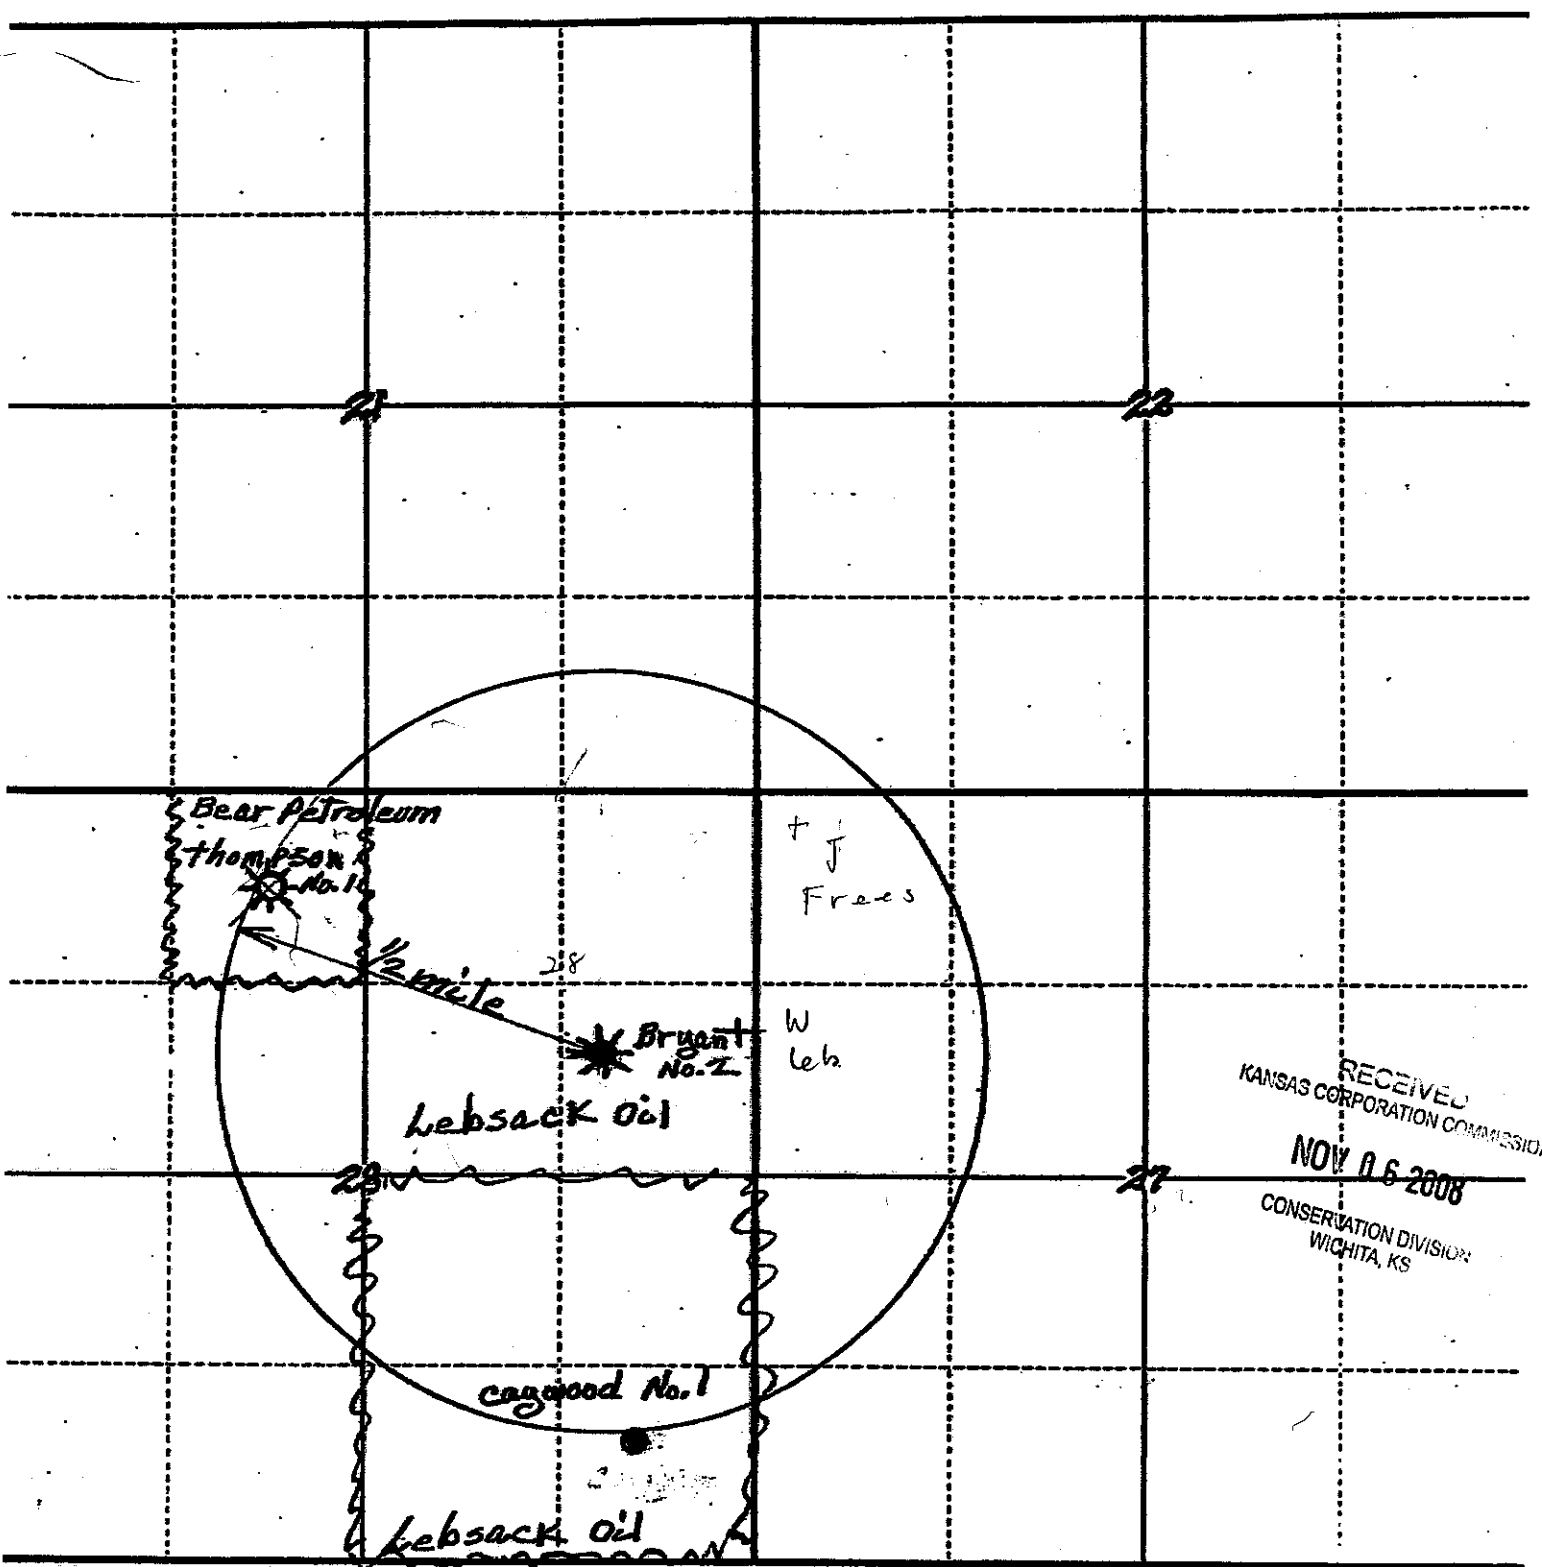 21
22
Bear Petroleum
Thompson
No. 1
+ J
Frees
1/2 mile
28
Bryant
No. 2
W
Leb.
Lebsack Oil
RECEIVED
KANSAS CORPORATION COMMISSION
NOV 06 2008
CONSERVATION DIVISION
WICHITA, KS
28
27
cagwood No. 1
Lebsack Oil